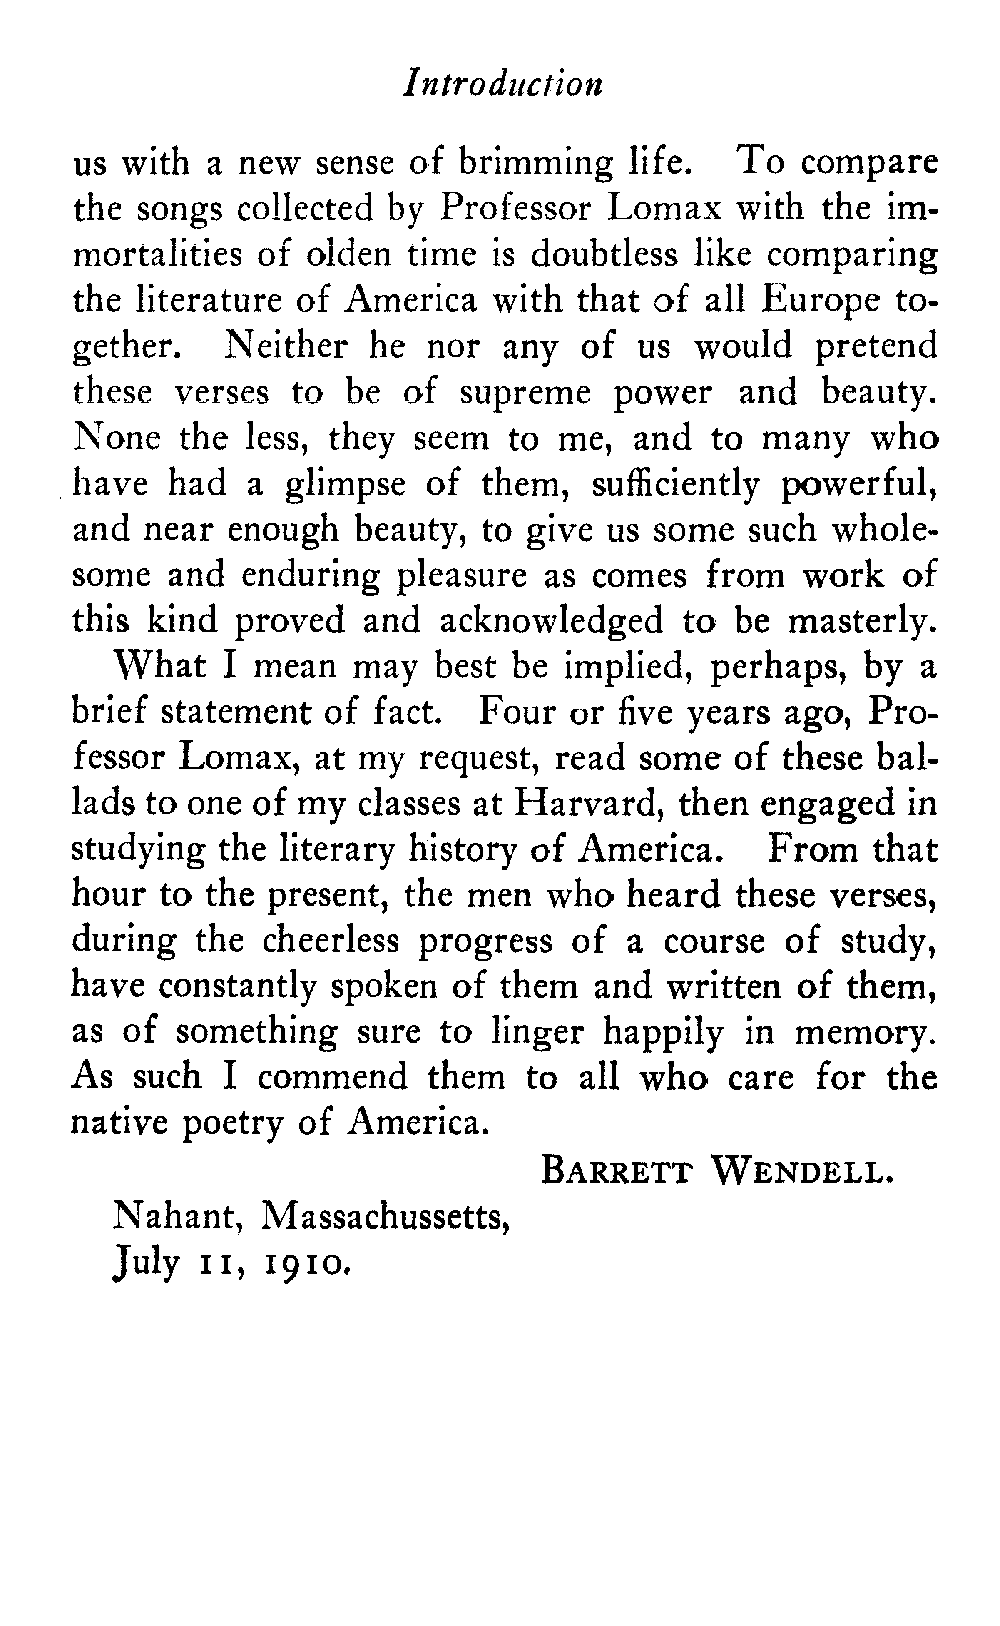 Introduction
us with a new sense of brimming life. To compare
the songs collected by Professor Lomax with the im-
mortalities of olden time is doubtless like comparing
the literature of America with that of all Europe to-
gether. Neither he nor any of us would pretend
these verses to be of supreme power and beauty.
None the less, they seem to me, and to many who
have had a glimpse of them, sufficiently powerful,
and near enough beauty, to give us some such whole-
some and enduring pleasure as comes from work of
this kind proved and acknowledged to be masterly.
What I mean may best be implied, perhaps, by a
brief statement of fact. Four or five years ago, Pro-
fessor Lomax, at my request, read some of these bal-
lads to one of my classes at Harvard, then engaged in
studying the literary history of America. From that
hour to the present, the men who heard these verses,
during the cheerless progress of a course of study,
have constantly spoken of them and written of them,
as of something sure to linger happily in memory.
As such I commend them to all who care for the
native poetry of America.
BARRETT WENDELL.
Nahant, Massachussetts,
July 11, 1910.